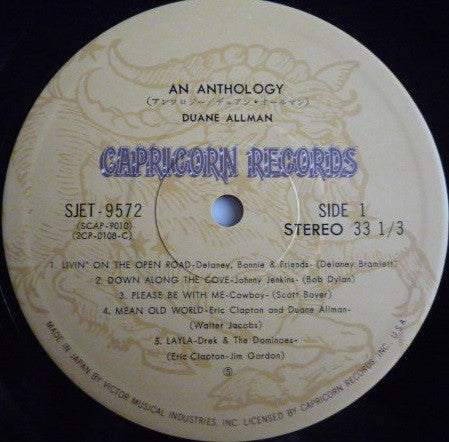 AN ANTHOLOGY
(アンソロジー/デュアン・オールマン)
DUANE ALLMAN
CAPRICORN RECORDS
SJET-9572
(SCAP-9010)
(2CP-0108-C)
SIDE 1
STEREO 33 1/3
1. LIVIN' ON THE OPEN ROAD-Delaney, Bonnie & Friends- (Delaney Bramlett)
2. DOWN ALONG THE COVE-Johnny Jenkins- (Bob Dylan)
3. PLEASE BE WITH ME-Cowboy- (Scott Boyer)
4. MEAN OLD WORLD-Eric Clapton and Duane Allman-
(Walter Jacobs)
5. LAYLA-Drek & The Dominoes-
(Eric Clapton-Jim Gordon)
Ⓢ
MADE IN JAPAN BY VICTOR MUSICAL INDUSTRIES, INC. LICENSED BY CAPRICORN RECORDS, INC. U.S.A.